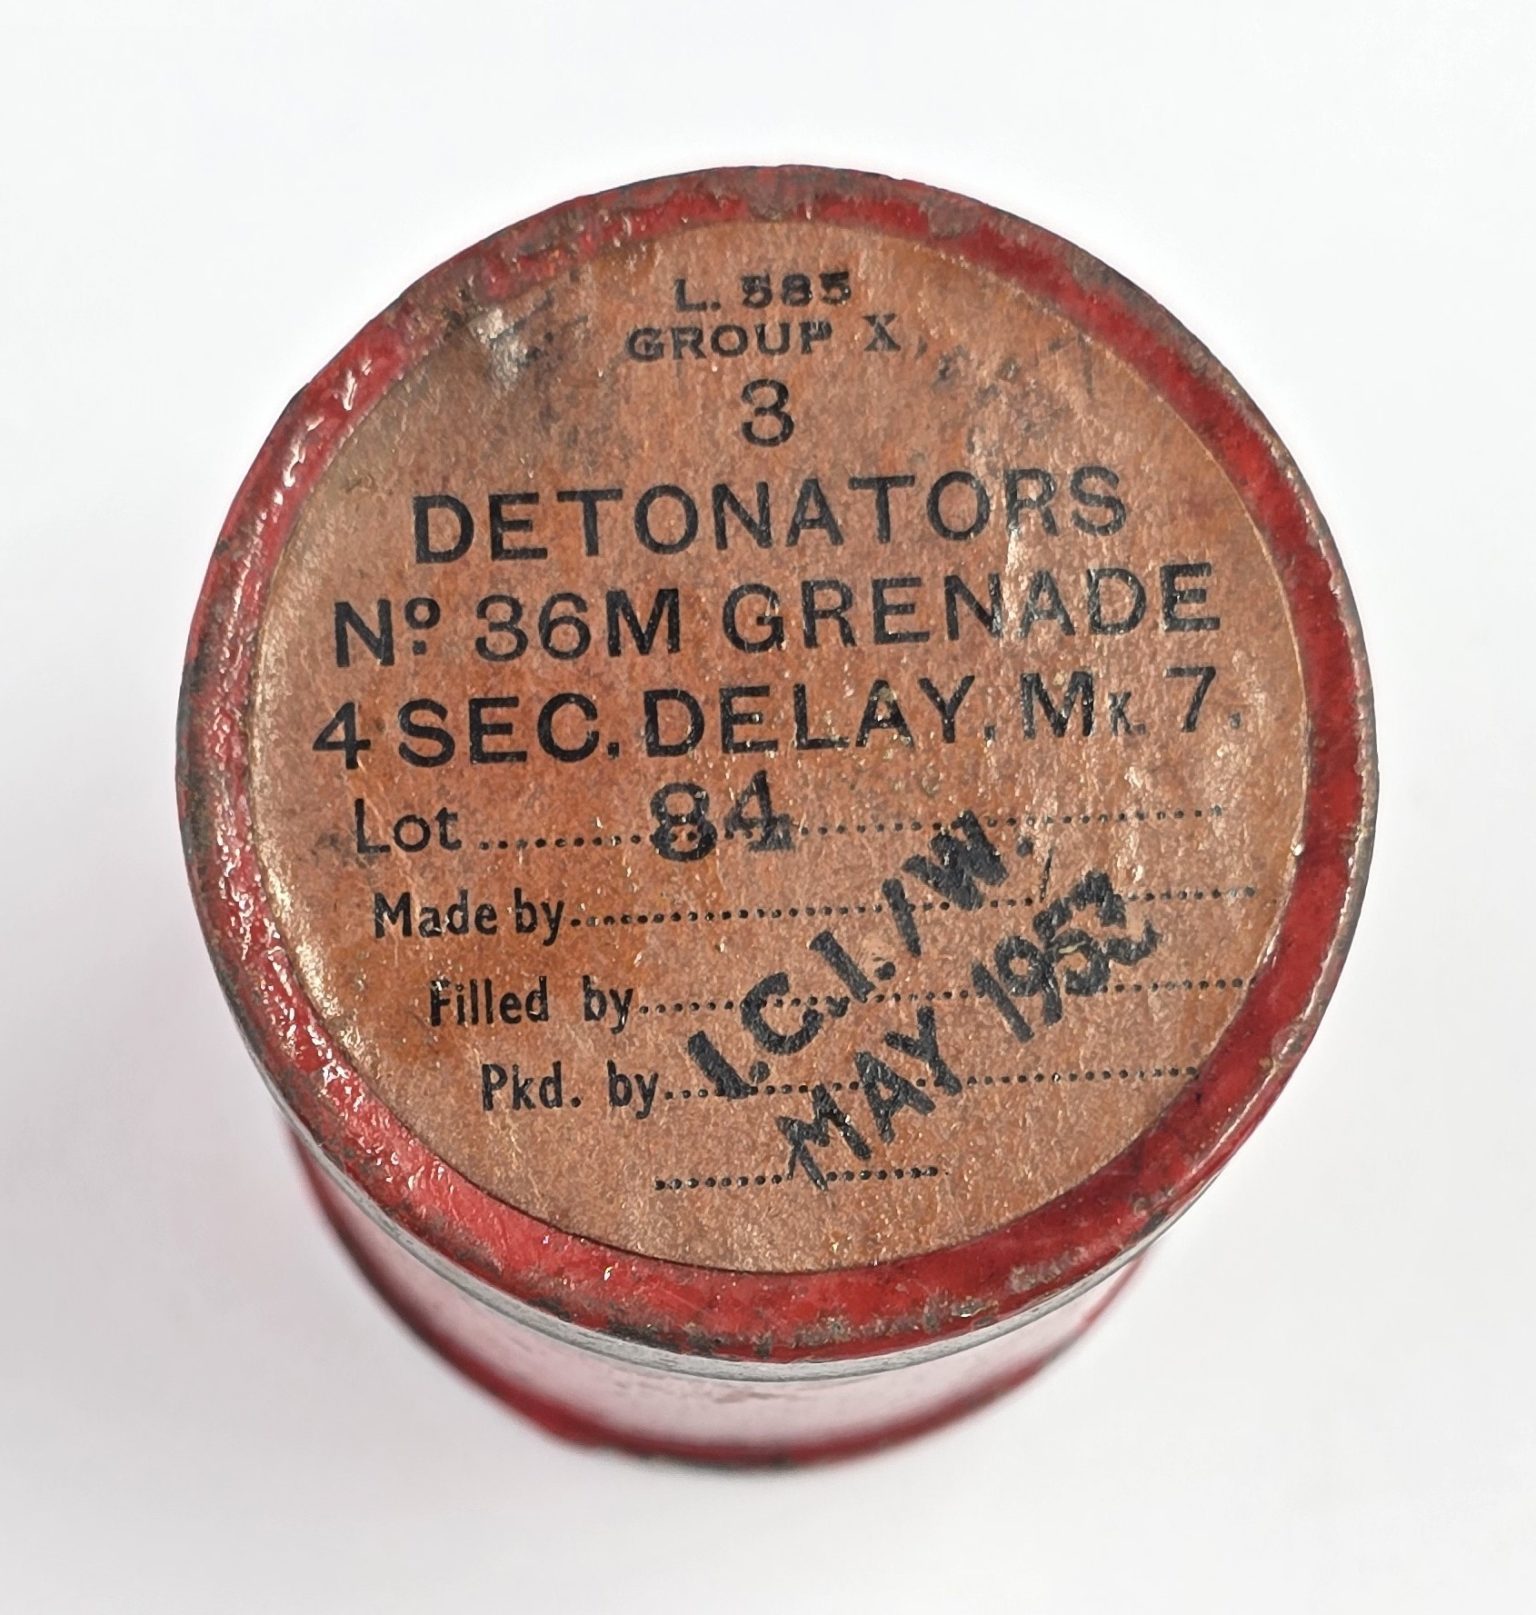 L. 585
GROUP X
3
DETONATORS
Nº 36M GRENADE
4 SEC. DELAY. MK. 7.
Lot ........ 84 ........
Made by........
Filled by........
Pkd. by........
I.C.I./W.
MAY 1952